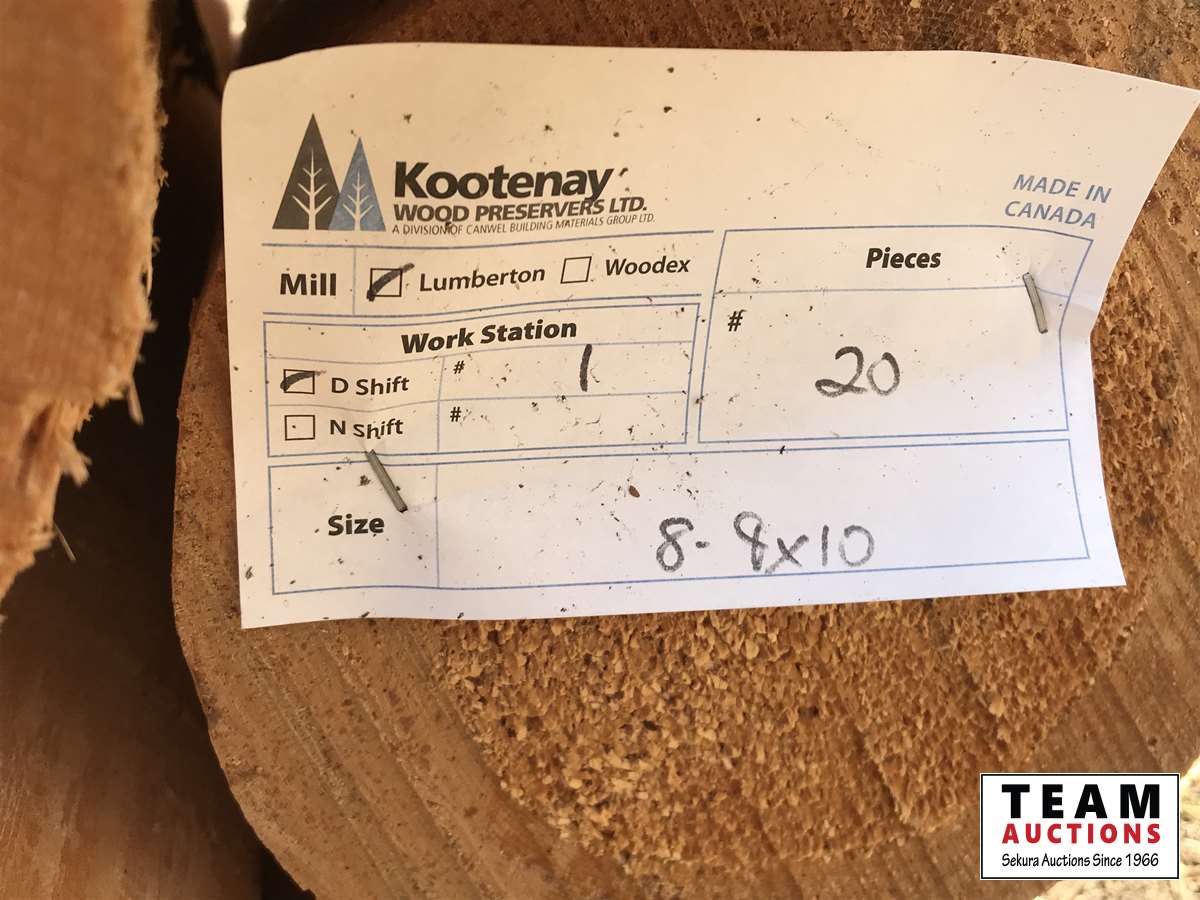 Kootenay
WOOD PRESERVERS LTD.
A DIVISION OF CANWEL BUILDING MATERIALS GROUP LTD.
MADE IN
CANADA
Mill Lumberton Woodex
Work Station
D Shift # 1
N Shift #
Pieces
# 20
Size 8-9x10
TEAM
AUCTIONS
Sekura Auctions Since 1966